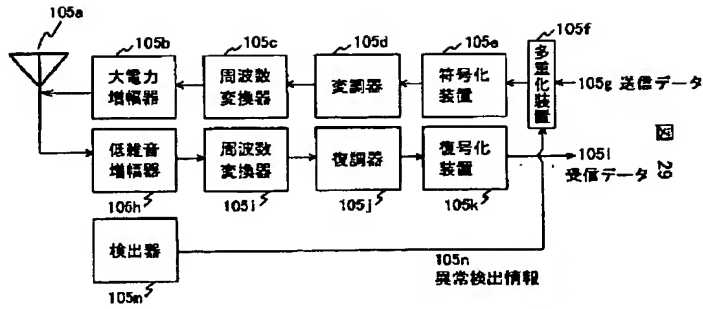 105a
105b
105c
105d
105e
105f
大電力
増幅器
周波数
変換器
変調器
符号化
装置
多重化装置
105g 送信データ
低雑音
増幅器
周波数
変換器
復調器
復号化
装置
105l
受信データ
106h
105i
105j
105k
検出器
105m
105n
異常検出情報
図 29